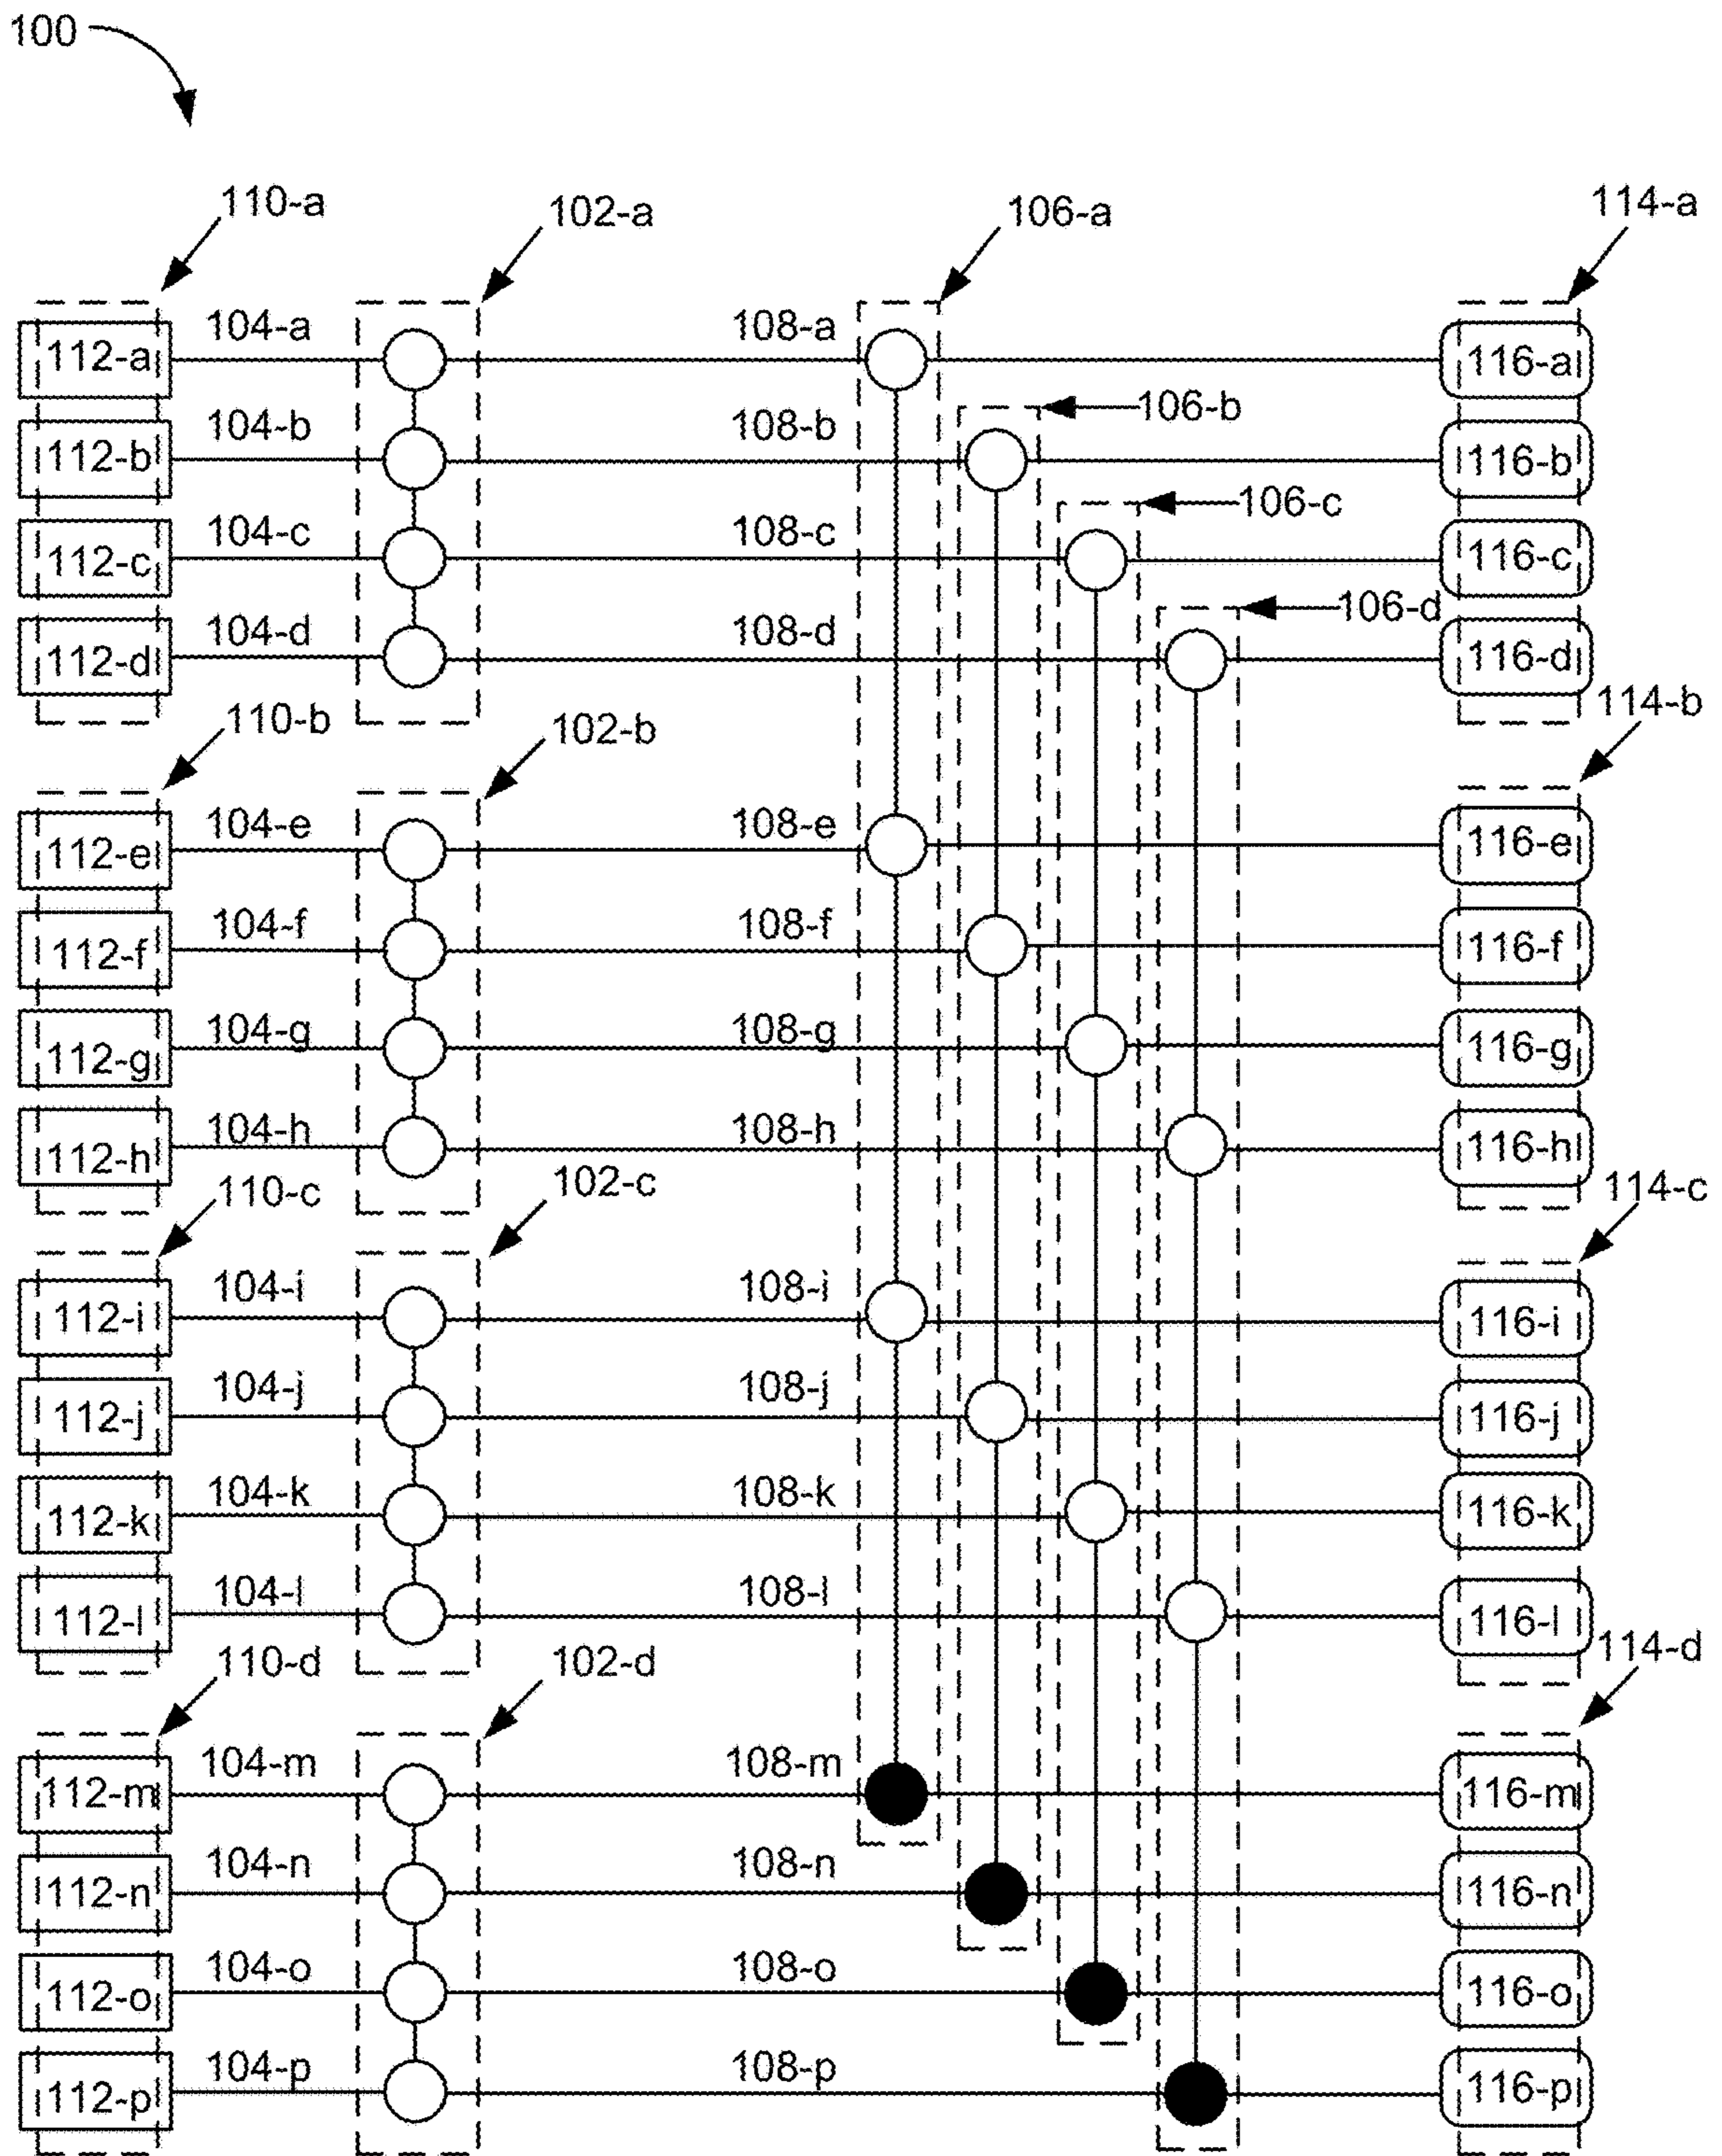 100
110-a 102-a 106-a 114-a
112-a 104-a 108-a 116-a
106-b
112-b 104-b 108-b 116-b
106-c
112-c 104-c 108-c 116-c
106-d
112-d 104-d 108-d 116-d
110-b 102-b 114-b
112-e 104-e 108-e 116-e
112-f 104-f 108-f 116-f
112-g 104-g 108-g 116-g
112-h 104-h 108-h 116-h
110-c 102-c 114-c
112-i 104-i 108-i 116-i
112-j 104-j 108-j 116-j
112-k 104-k 108-k 116-k
112-l 104-l 108-l 116-l
110-d 102-d 114-d
112-m 104-m 108-m 116-m
112-n 104-n 108-n 116-n
112-o 104-o 108-o 116-o
112-p 104-p 108-p 116-p